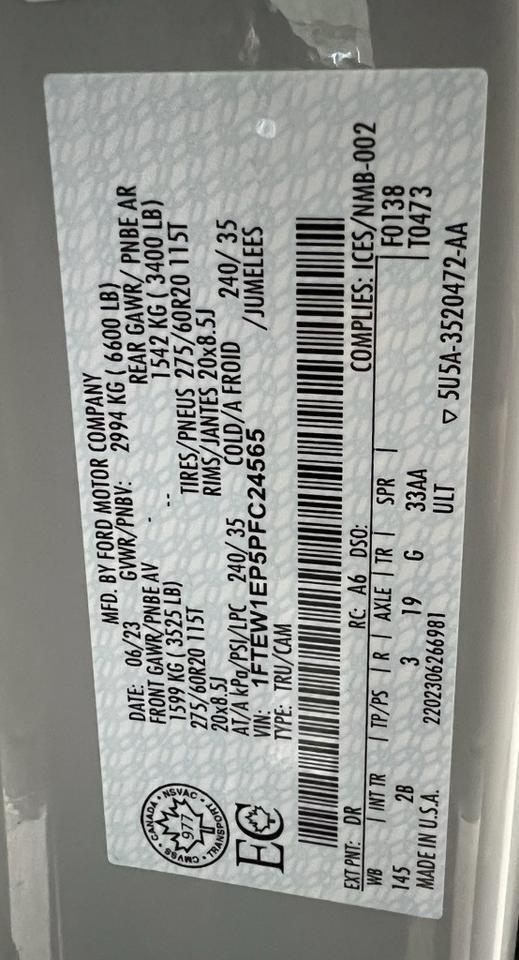 MFD. BY FORD MOTOR COMPANY
DATE: 06/23 GVWR/PNBV: 2994 KG ( 6600 LB)
FRONT GAWR/PNBE AV - REAR GAWR/ PNBE AR
1599 KG ( 3525 LB) -- 1542 KG ( 3400 LB)
275/60R20 115T TIRES/PNEUS 275/60R20 115T
20x8.5J RIMS/JANTES 20x8.5J
AT/A kPa/PSI/LPC 240/ 35 COLD/A FROID 240/ 35
VIN: 1FTEW1EP5PFC24565 /JUMELEES
TYPE: TRU/CAM
CANADA • NSVAC • TRANSPORT • CMVSS •
977
EC
RC: A6 DSO: COMPLIES: ICES/NMB-002
EXT PNT: DR F0138
WB | INT TR | TP/PS | R | AXLE | TR | SPR | T0473
145 2B 3 19 G 33AA
MADE IN U.S.A. 2202306266981 ULT ▽ 5U5A-3520472-AA